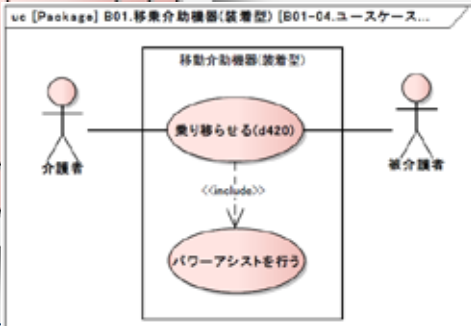 uc [Package] B01.移乗介助機器(装着型) [B01-04.ユースケース...
移動介助機器(装着型)
乗り移らせる(d420)
介護者
被介護者
<<include>>
パワーアシストを行う